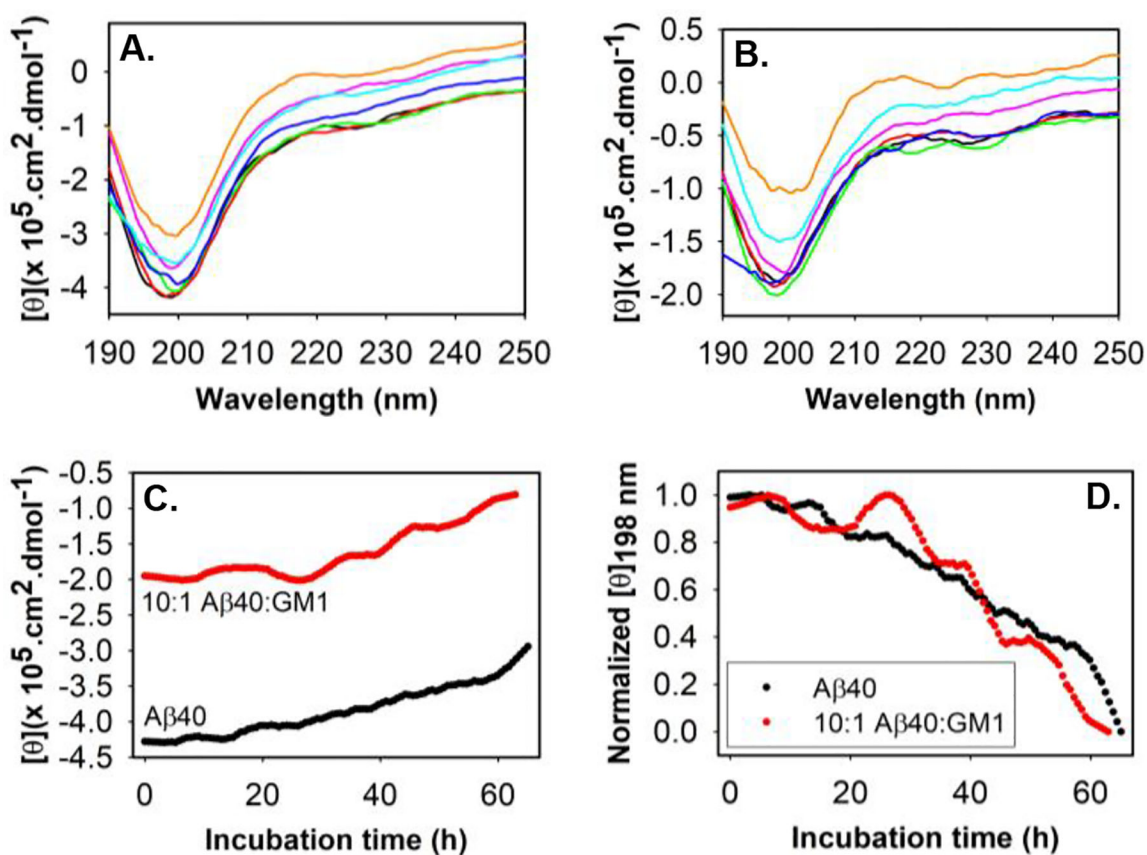 A.
[θ](x 10⁵.cm².dmol⁻¹)
0
-1
-2
-3
-4
190 200 210 220 230 240 250
Wavelength (nm)
B.
[θ](x 10⁵.cm².dmol⁻¹)
0.5
0.0
-0.5
-1.0
-1.5
-2.0
190 200 210 220 230 240 250
Wavelength (nm)
C.
[θ](x 10⁵.cm².dmol⁻¹)
-0.5
-1.0
-1.5
-2.0
-2.5
-3.0
-3.5
-4.0
-4.5
10:1 Aβ40:GM1
Aβ40
0 20 40 60
Incubation time (h)
D.
Normalized [θ]198 nm
1.0
0.8
0.6
0.4
0.2
0.0
Aβ40
10:1 Aβ40:GM1
0 20 40 60
Incubation time (h)